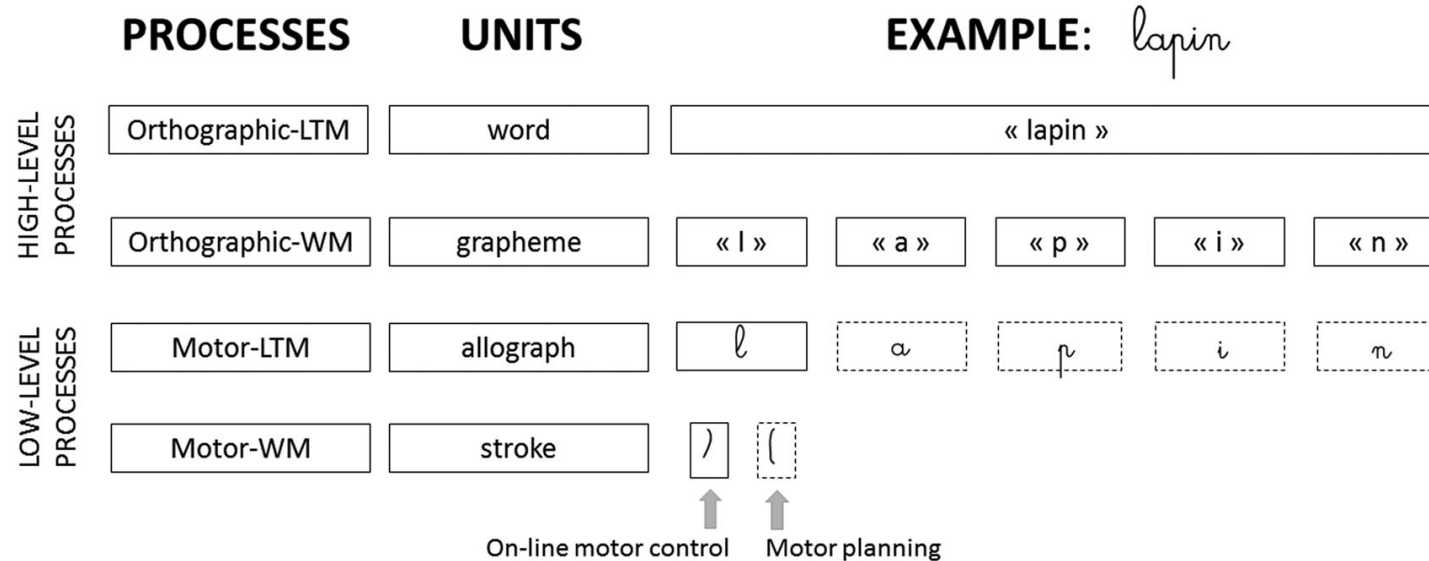 PROCESSES UNITS EXAMPLE: lapin
HIGH-LEVEL PROCESSES
Orthographic-LTM word « lapin »
Orthographic-WM grapheme « l » « a » « p » « i » « n »
LOW-LEVEL PROCESSES
Motor-LTM allograph l a p i n
Motor-WM stroke
On-line motor control Motor planning